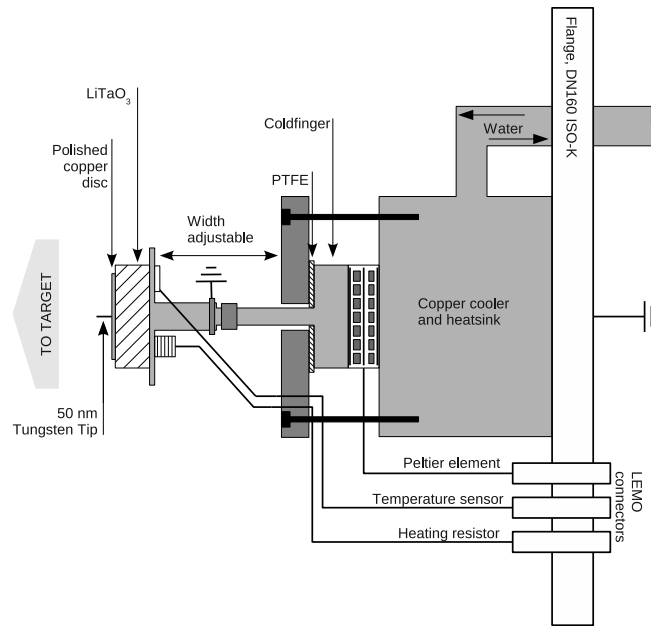 LiTaO3
Polished
copper
disc
Coldfinger
PTFE
Width
adjustable
Water
Flange, DN160 ISO-K
TO TARGET
Copper cooler
and heatsink
50 nm
Tungsten Tip
Peltier element
Temperature sensor
Heating resistor
LEMO
connectors